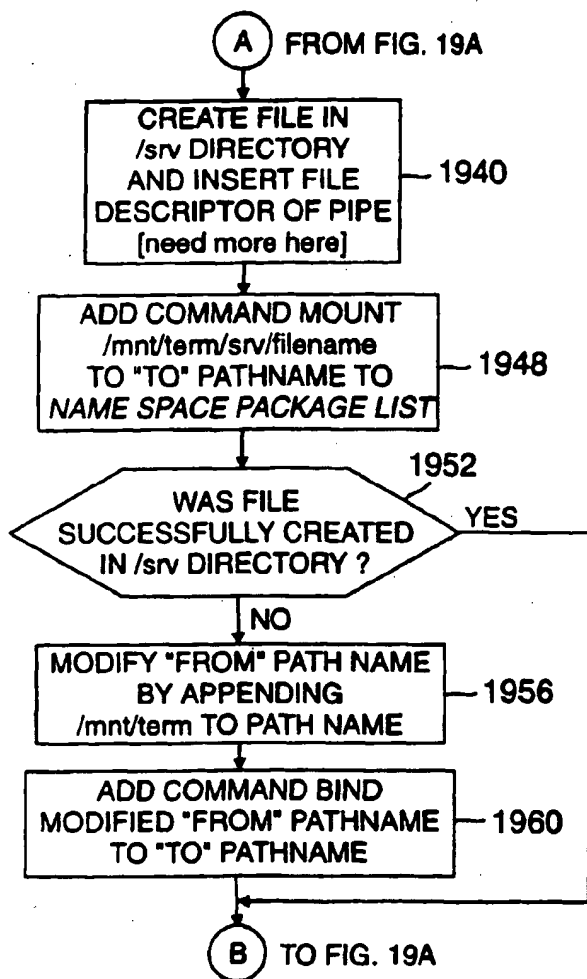 A FROM FIG. 19A
CREATE FILE IN
/srv DIRECTORY
AND INSERT FILE
DESCRIPTOR OF PIPE
[need more here]
1940
ADD COMMAND MOUNT
/mnt/term/srv/filename
TO "TO" PATHNAME TO
NAME SPACE PACKAGE LIST
1948
1952
WAS FILE
SUCCESSFULLY CREATED
IN /srv DIRECTORY ?
YES
NO
MODIFY "FROM" PATH NAME
BY APPENDING
/mnt/term TO PATH NAME
1956
ADD COMMAND BIND
MODIFIED "FROM" PATHNAME
TO "TO" PATHNAME
1960
B TO FIG. 19A